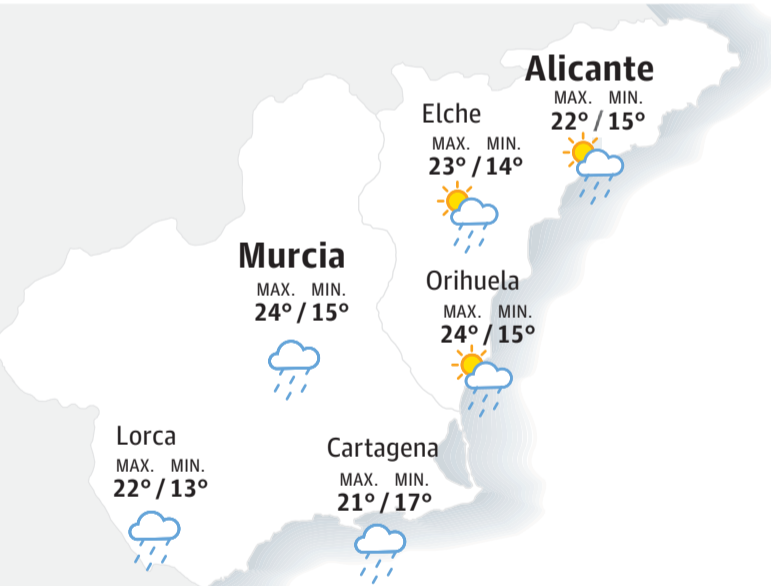 Alicante
MAX. MIN.
22° / 15°
Elche
MAX. MIN.
23° / 14°
Murcia
MAX. MIN.
24° / 15°
Orihuela
MAX. MIN.
24° / 15°
Lorca
MAX. MIN.
22° / 13°
Cartagena
MAX. MIN.
21° / 17°